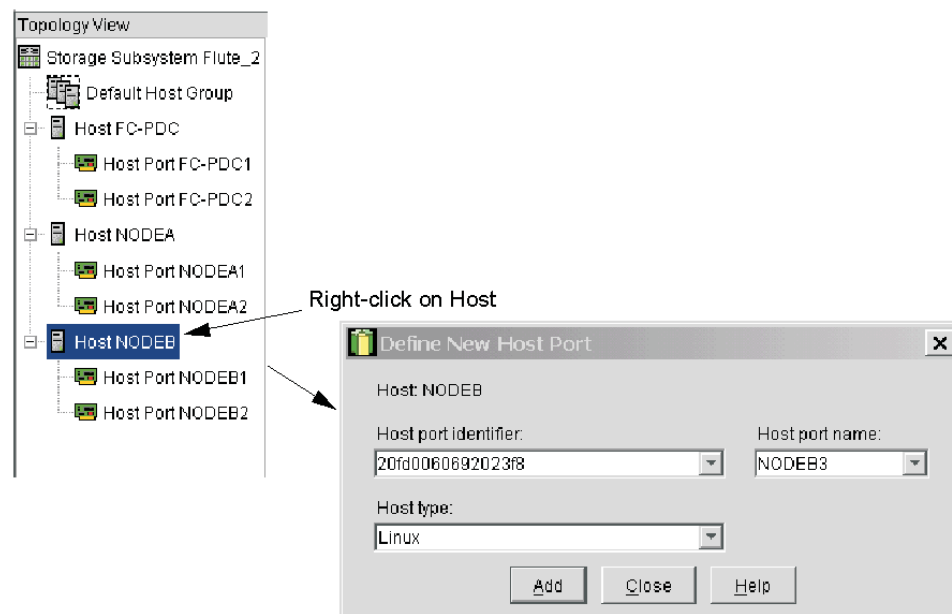 Topology View
Storage Subsystem Flute_2
Default Host Group
Host FC-PDC
Host Port FC-PDC1
Host Port FC-PDC2
Host NODEA
Host Port NODEA1
Host Port NODEA2
Right-click on Host
Host NODEB
Host Port NODEB1
Host Port NODEB2
Define New Host Port
Host: NODEB
Host port identifier:
Host port name:
20fd0060692023f8
NODEB3
Host type:
Linux
Add
Close
Help